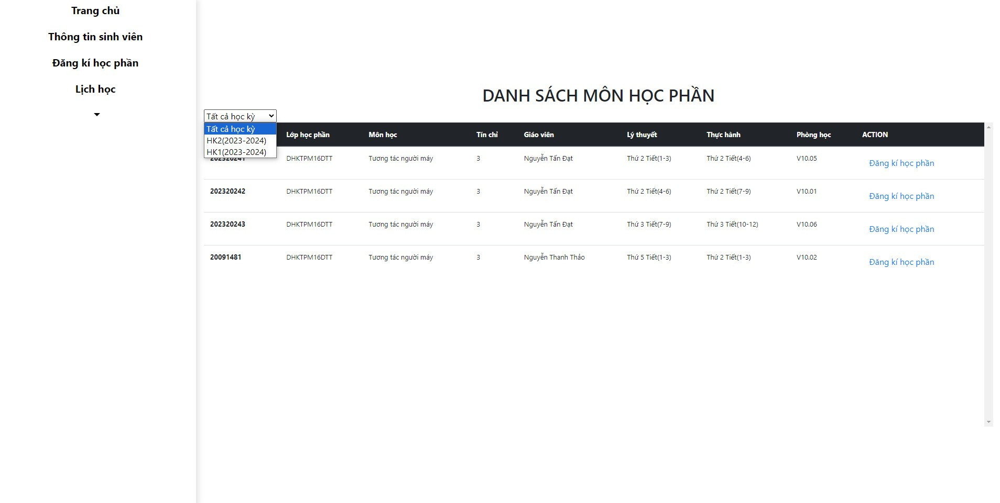 Trang chủ
Thông tin sinh viên
Đăng kí học phần
Lịch học
DANH SÁCH MÔN HỌC PHẦN
Tất cả học kỳ
Tất cả học kỳ
HK2(2023-2024)
HK1(2023-2024)
Lớp học phần Môn học Tín chỉ Giáo viên Lý thuyết Thực hành Phòng học ACTION
202320241 DHKTPM16DTT Tương tác người máy 3 Nguyễn Tấn Đạt Thứ 2 Tiết(1-3) Thứ 2 Tiết(4-6) V10.05 Đăng kí học phần
202320242 DHKTPM16DTT Tương tác người máy 3 Nguyễn Tấn Đạt Thứ 2 Tiết(4-6) Thứ 2 Tiết(7-9) V10.01 Đăng kí học phần
202320243 DHKTPM16DTT Tương tác người máy 3 Nguyễn Tấn Đạt Thứ 3 Tiết(7-9) Thứ 3 Tiết(10-12) V10.06 Đăng kí học phần
20091481 DHKTPM16DTT Tương tác người máy 3 Nguyễn Thanh Thảo Thứ 5 Tiết(1-3) Thứ 2 Tiết(1-3) V10.02 Đăng kí học phần